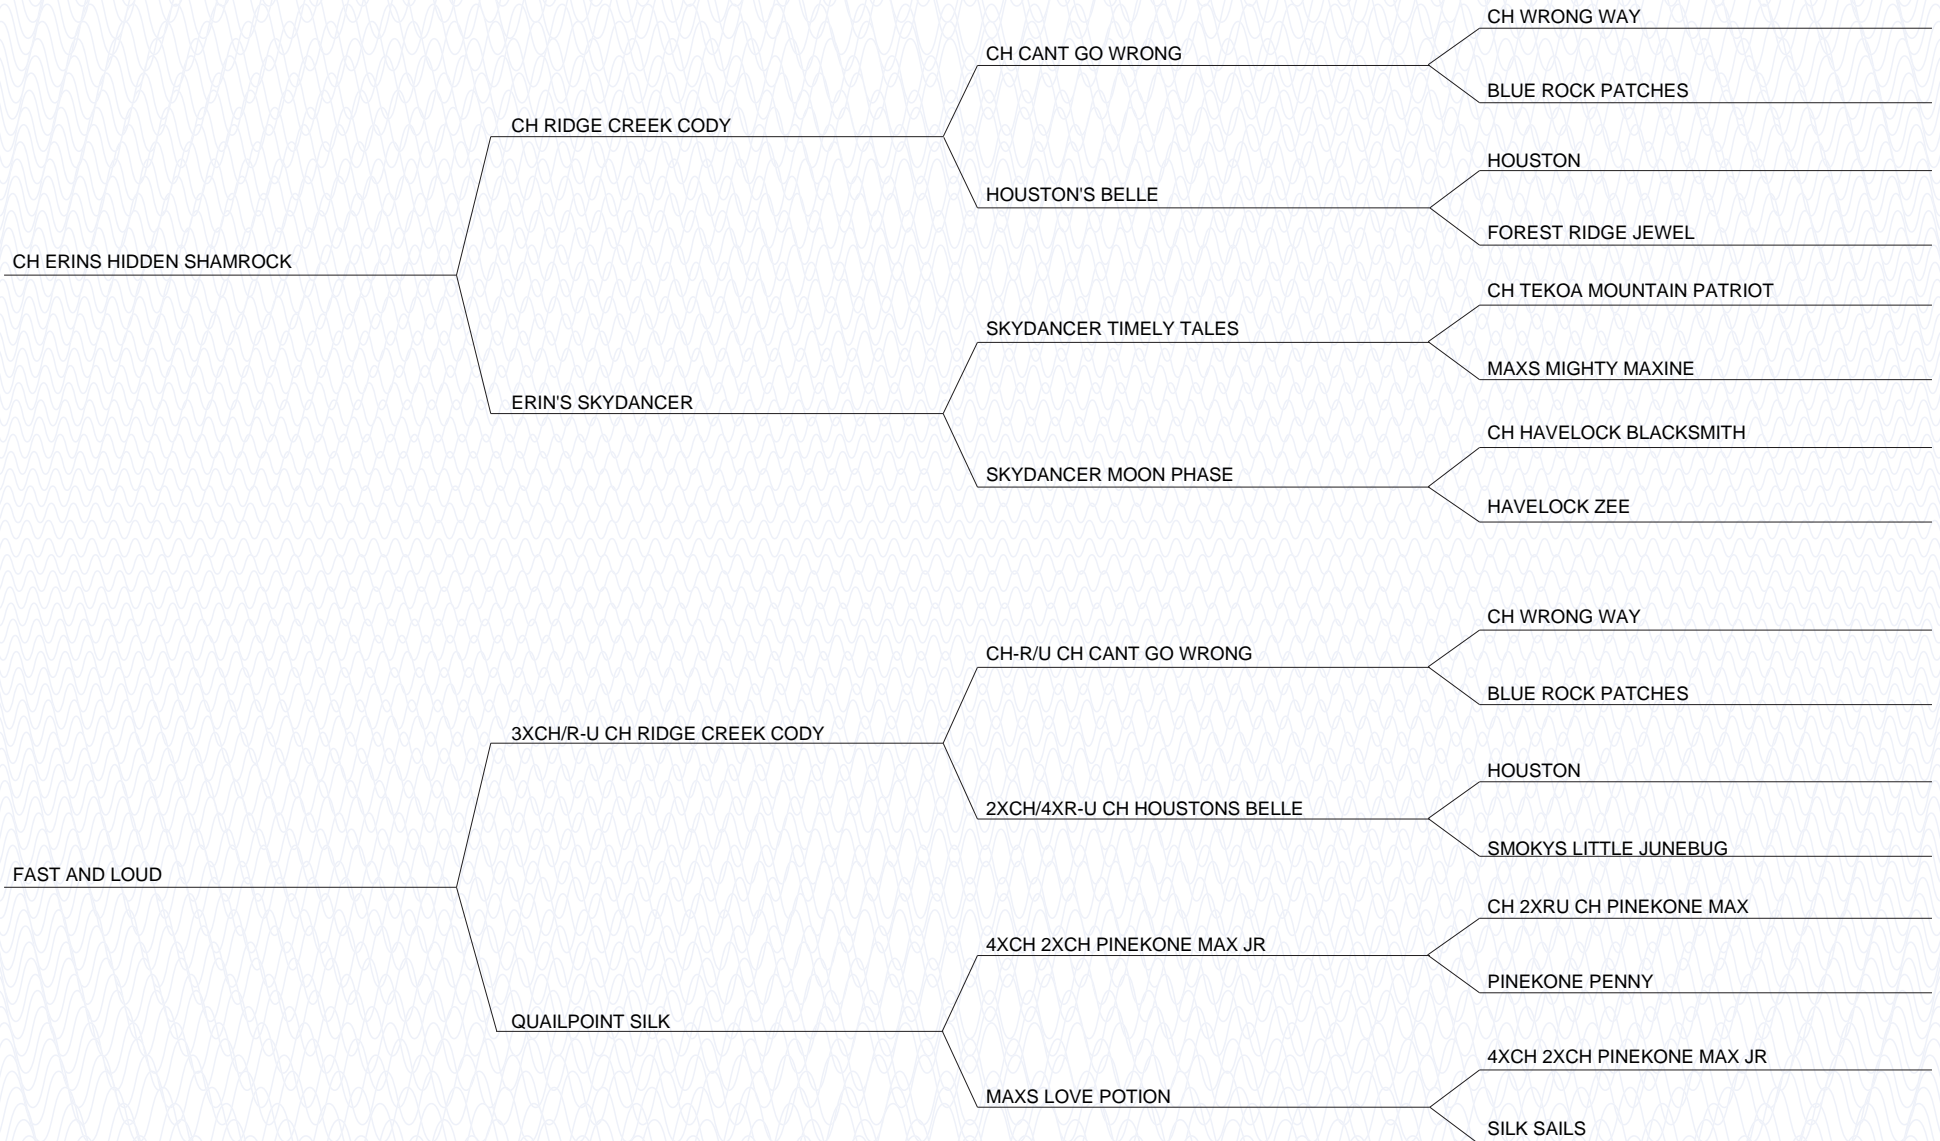 CH WRONG WAY
CH CANT GO WRONG
BLUE ROCK PATCHES
CH RIDGE CREEK CODY
HOUSTON
HOUSTON'S BELLE
FOREST RIDGE JEWEL
CH ERINS HIDDEN SHAMROCK
CH TEKOA MOUNTAIN PATRIOT
SKYDANCER TIMELY TALES
MAXS MIGHTY MAXINE
ERIN'S SKYDANCER
CH HAVELOCK BLACKSMITH
SKYDANCER MOON PHASE
HAVELOCK ZEE
CH WRONG WAY
CH-R/U CH CANT GO WRONG
BLUE ROCK PATCHES
3XCH/R-U CH RIDGE CREEK CODY
HOUSTON
2XCH/4XR-U CH HOUSTONS BELLE
SMOKYS LITTLE JUNEBUG
FAST AND LOUD
CH 2XRU CH PINEKONE MAX
4XCH 2XCH PINEKONE MAX JR
PINEKONE PENNY
QUAILPOINT SILK
4XCH 2XCH PINEKONE MAX JR
MAXS LOVE POTION
SILK SAILS